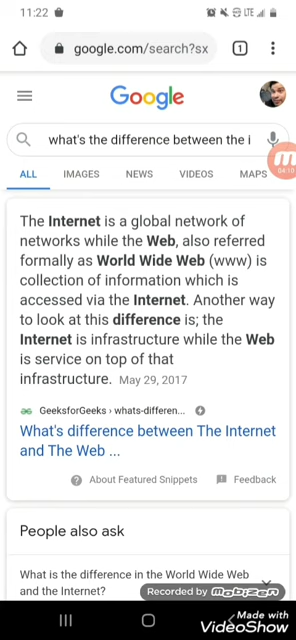 11:22
LTE
google.com/search?sx
1
Google
what's the difference between the i
ALL IMAGES NEWS VIDEOS MAPS
04:10
The Internet is a global network of
networks while the Web, also referred
formally as World Wide Web (www) is
collection of information which is
accessed via the Internet. Another way
to look at this difference is; the
Internet is infrastructure while the Web
is service on top of that
infrastructure. May 29, 2017
GeeksforGeeks › whats-differen...
What's difference between The Internet
and The Web ...
About Featured Snippets Feedback
People also ask
What is the difference in the World Wide Web
and the Internet?
Recorded by mobizen
Made with
VideoShow